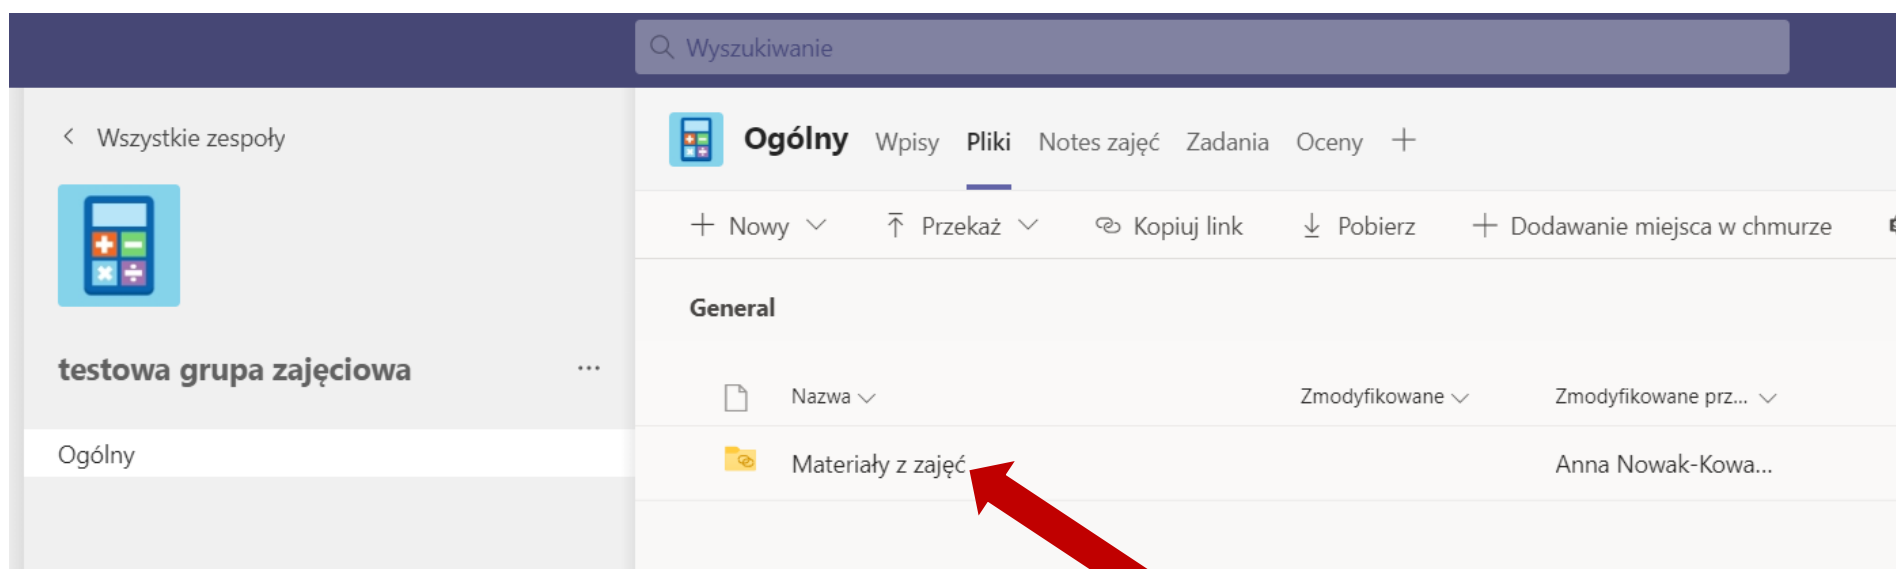 Wyszukiwanie
Wszystkie zespoły
testowa grupa zajęciowa
...
Ogólny
Ogólny Wpisy Pliki Notes zajęć Zadania Oceny +
+ Nowy Przekaż Kopiuj link Pobierz + Dodawanie miejsca w chmurze
General
Nazwa Zmodyfikowane Zmodyfikowane prz...
Materiały z zajęć Anna Nowak-Kowa...